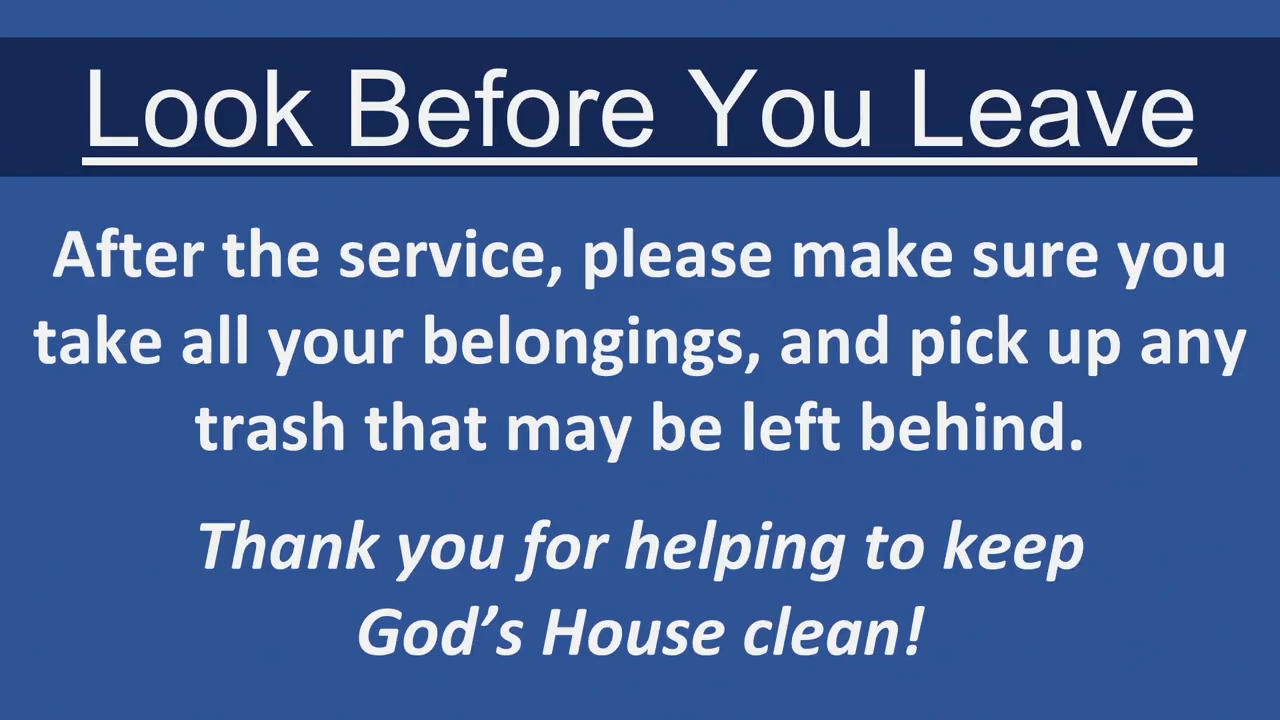 Look Before You Leave
After the service, please make sure you
take all your belongings, and pick up any
trash that may be left behind.
Thank you for helping to keep
God’s House clean!